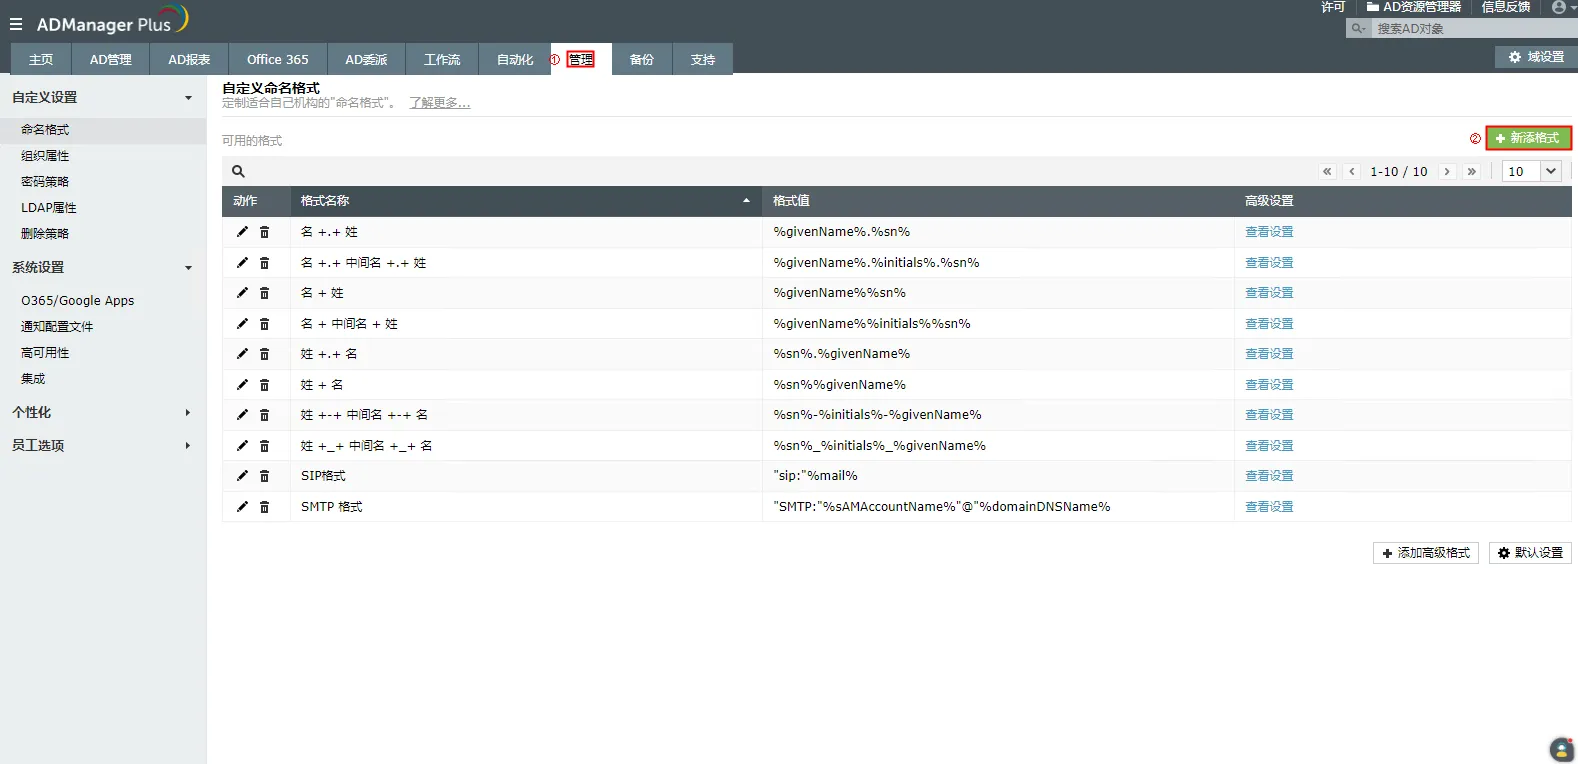 许可 AD资源管理器 信息反馈
ADManager Plus
搜索AD对象
主页 AD管理 AD报表 Office 365 AD委派 工作流 自动化 ① 管理 备份 支持 域设置
自定义设置
命名格式
组织属性
密码策略
LDAP属性
删除策略
系统设置
O365/Google Apps
通知配置文件
高可用性
集成
个性化
员工选项
自定义命名格式
定制适合自己机构的"命名格式"。 了解更多...
可用的格式 ② + 新添格式
« ‹ 1-10 / 10 › » 10
动作 格式名称 格式值 高级设置
名 +.+ 姓 %givenName%.%sn% 查看设置
名 +.+ 中间名 +.+ 姓 %givenName%.%initials%.%sn% 查看设置
名 + 姓 %givenName%%sn% 查看设置
名 + 中间名 + 姓 %givenName%%initials%%sn% 查看设置
姓 +.+ 名 %sn%.%givenName% 查看设置
姓 + 名 %sn%%givenName% 查看设置
姓 +-+ 中间名 +-+ 名 %sn%-%initials%-%givenName% 查看设置
姓 +_+ 中间名 +_+ 名 %sn%_%initials%_%givenName% 查看设置
SIP格式 "sip:"%mail% 查看设置
SMTP 格式 "SMTP:"%sAMAccountName%"@"%domainDNSName% 查看设置
+ 添加高级格式 默认设置